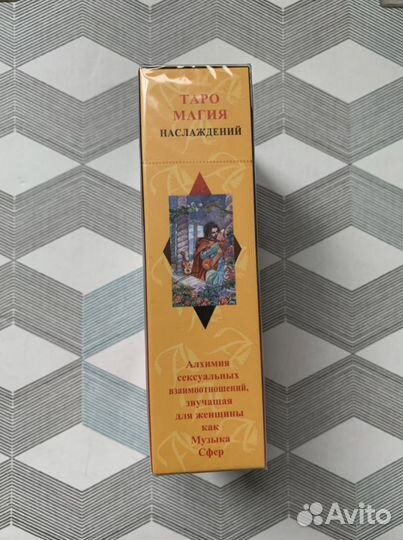 ТАРО
МАГИЯ
НАСЛАЖДЕНИЙ
Алхимия
сексуальных
взаимоотношений,
звучащая
для женщины
как
Музыка
Сфер
Avito